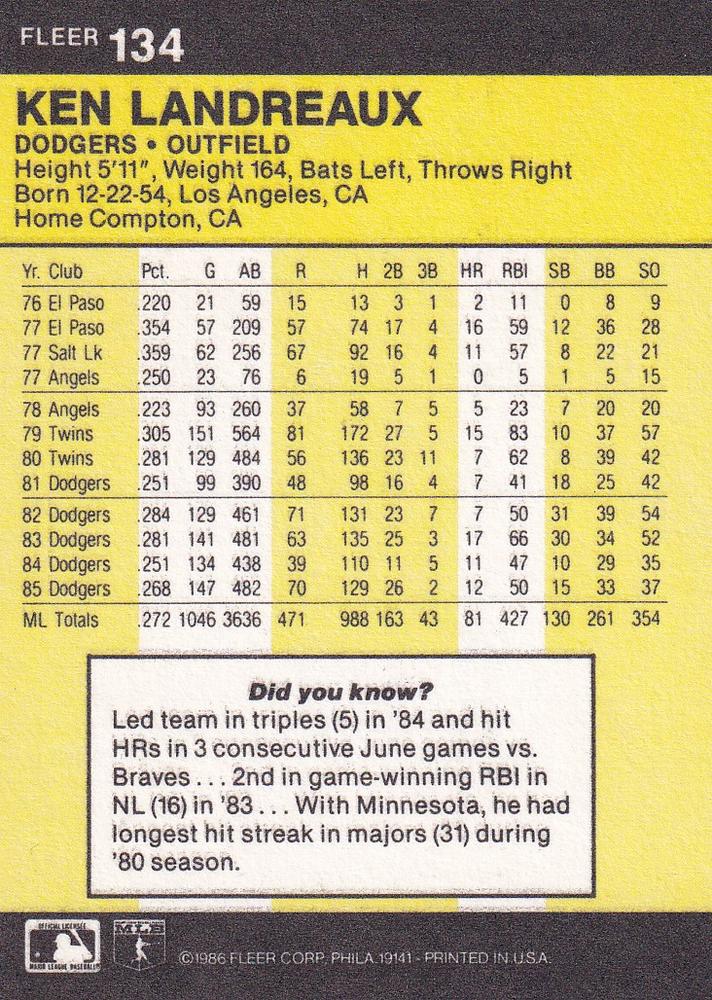 FLEER 134
KEN LANDREAUX
DODGERS • OUTFIELD
Height 5'11", Weight 164, Bats Left, Throws Right
Born 12-22-54, Los Angeles, CA
Home Compton, CA
Yr. Club Pct. G AB R H 2B 3B HR RBI SB BB SO
76 El Paso .220 21 59 15 13 3 1 2 11 0 8 9
77 El Paso .354 57 209 57 74 17 4 16 59 12 36 28
77 Salt Lk .359 62 256 67 92 16 4 11 57 8 22 21
77 Angels .250 23 76 6 19 5 1 0 5 1 5 15
78 Angels .223 93 260 37 58 7 5 5 23 7 20 20
79 Twins .305 151 564 81 172 27 5 15 83 10 37 57
80 Twins .281 129 484 56 136 23 11 7 62 8 39 42
81 Dodgers .251 99 390 48 98 16 4 7 41 18 25 42
82 Dodgers .284 129 461 71 131 23 7 7 50 31 39 54
83 Dodgers .281 141 481 63 135 25 3 17 66 30 34 52
84 Dodgers .251 134 438 39 110 11 5 11 47 10 29 35
85 Dodgers .268 147 482 70 129 26 2 12 50 15 33 37
ML Totals .272 1046 3636 471 988 163 43 81 427 130 261 354
Did you know?
Led team in triples (5) in '84 and hit
HRs in 3 consecutive June games vs.
Braves . . . 2nd in game-winning RBI in
NL (16) in '83 . . . With Minnesota, he had
longest hit streak in majors (31) during
'80 season.
OFFICIAL LICENSEE
MAJOR LEAGUE BASEBALL
MLB
©1986 FLEER CORP. PHILA. 19141 - PRINTED IN U.S.A.